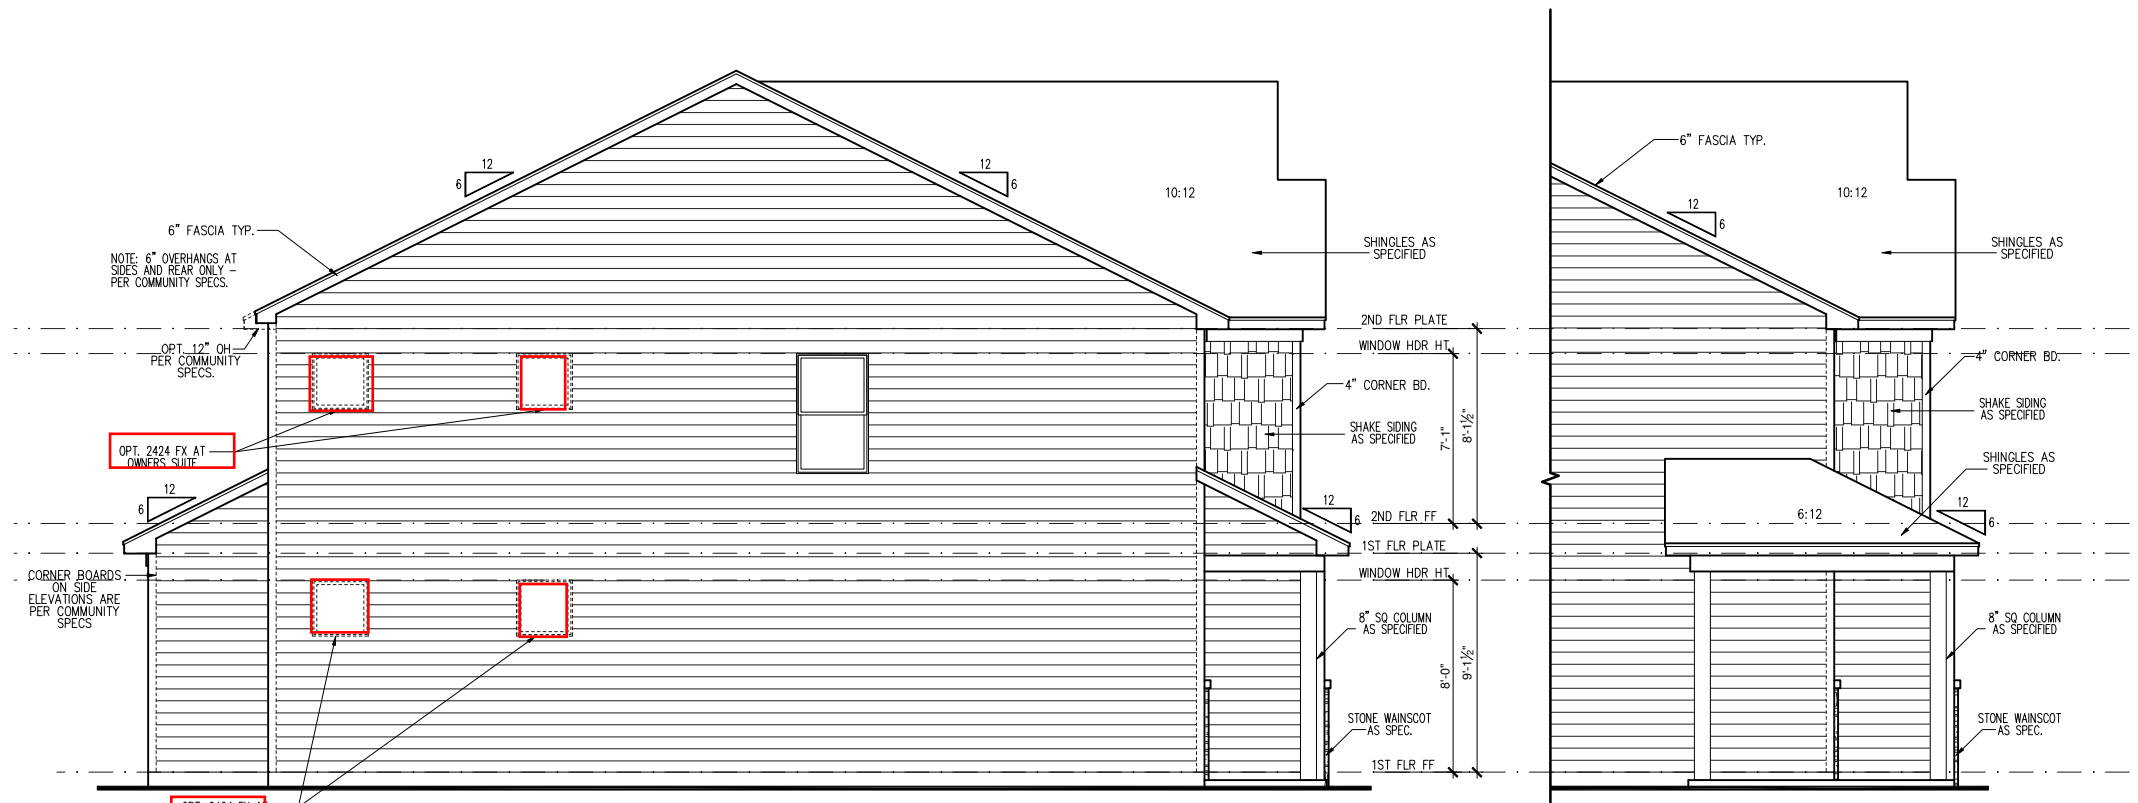 12
6
12
6
10:12
6" FASCIA TYP.
NOTE: 6" OVERHANGS AT
SIDES AND REAR ONLY –
PER COMMUNITY SPECS.
SHINGLES AS
SPECIFIED
OPT. 12" OH
PER COMMUNITY
SPECS.
2ND FLR PLATE
WINDOW HDR HT
4" CORNER BD.
SHAKE SIDING
AS SPECIFIED
7'-1"
8'-1½"
OPT. 2424 FX AT
OWNERS SUITE
12
6
12
6
2ND FLR FF
1ST FLR PLATE
WINDOW HDR HT
CORNER BOARDS
ON SIDE
ELEVATIONS ARE
PER COMMUNITY
SPECS
8" SQ COLUMN
AS SPECIFIED
8'-0"
9'-1½"
STONE WAINSCOT
AS SPEC.
1ST FLR FF
6" FASCIA TYP.
12
6
10:12
SHINGLES AS
SPECIFIED
4" CORNER BD.
SHAKE SIDING
AS SPECIFIED
SHINGLES AS
SPECIFIED
12
6
6:12
8" SQ COLUMN
AS SPECIFIED
STONE WAINSCOT
AS SPEC.